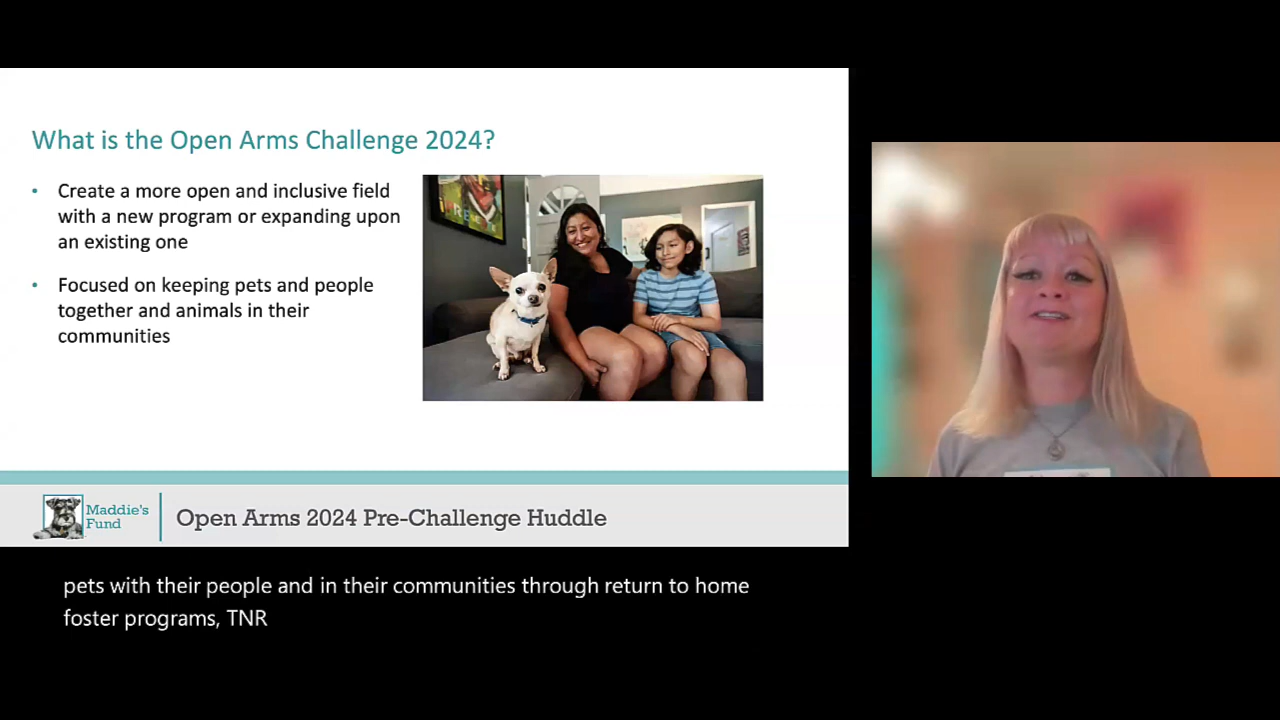 What is the Open Arms Challenge 2024?
• Create a more open and inclusive field
with a new program or expanding upon
an existing one
• Focused on keeping pets and people
together and animals in their
communities
Maddie's
Fund
Open Arms 2024 Pre-Challenge Huddle
pets with their people and in their communities through return to home
foster programs, TNR